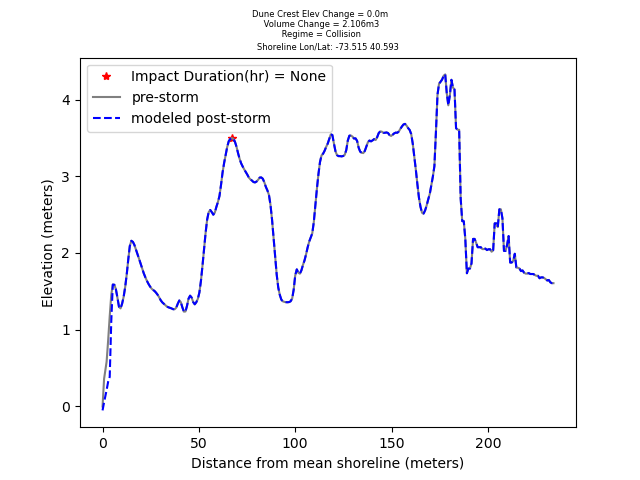 Dune Crest Elev Change = 0.0m
Volume Change = 2.106m3
Regime = Collision
Shoreline Lon/Lat: -73.515 40.593
Impact Duration(hr) = None
pre-storm
modeled post-storm
Elevation (meters)
4
3
2
1
0
0 50 100 150 200
Distance from mean shoreline (meters)